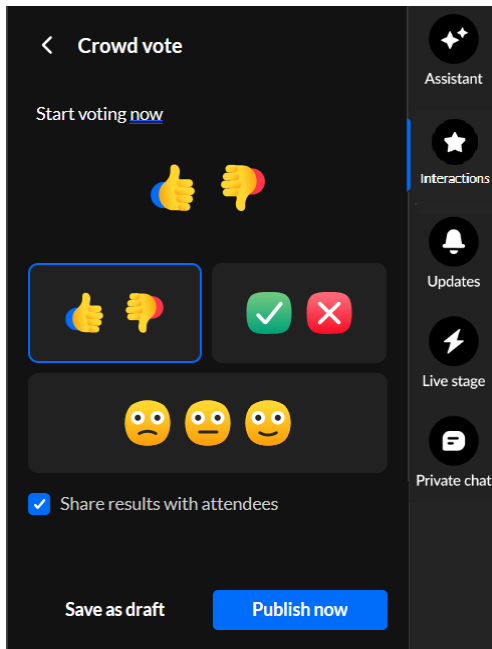 Crowd vote
Start voting now
Share results with attendees
Save as draft
Publish now
Assistant
Interactions
Updates
Live stage
Private chat